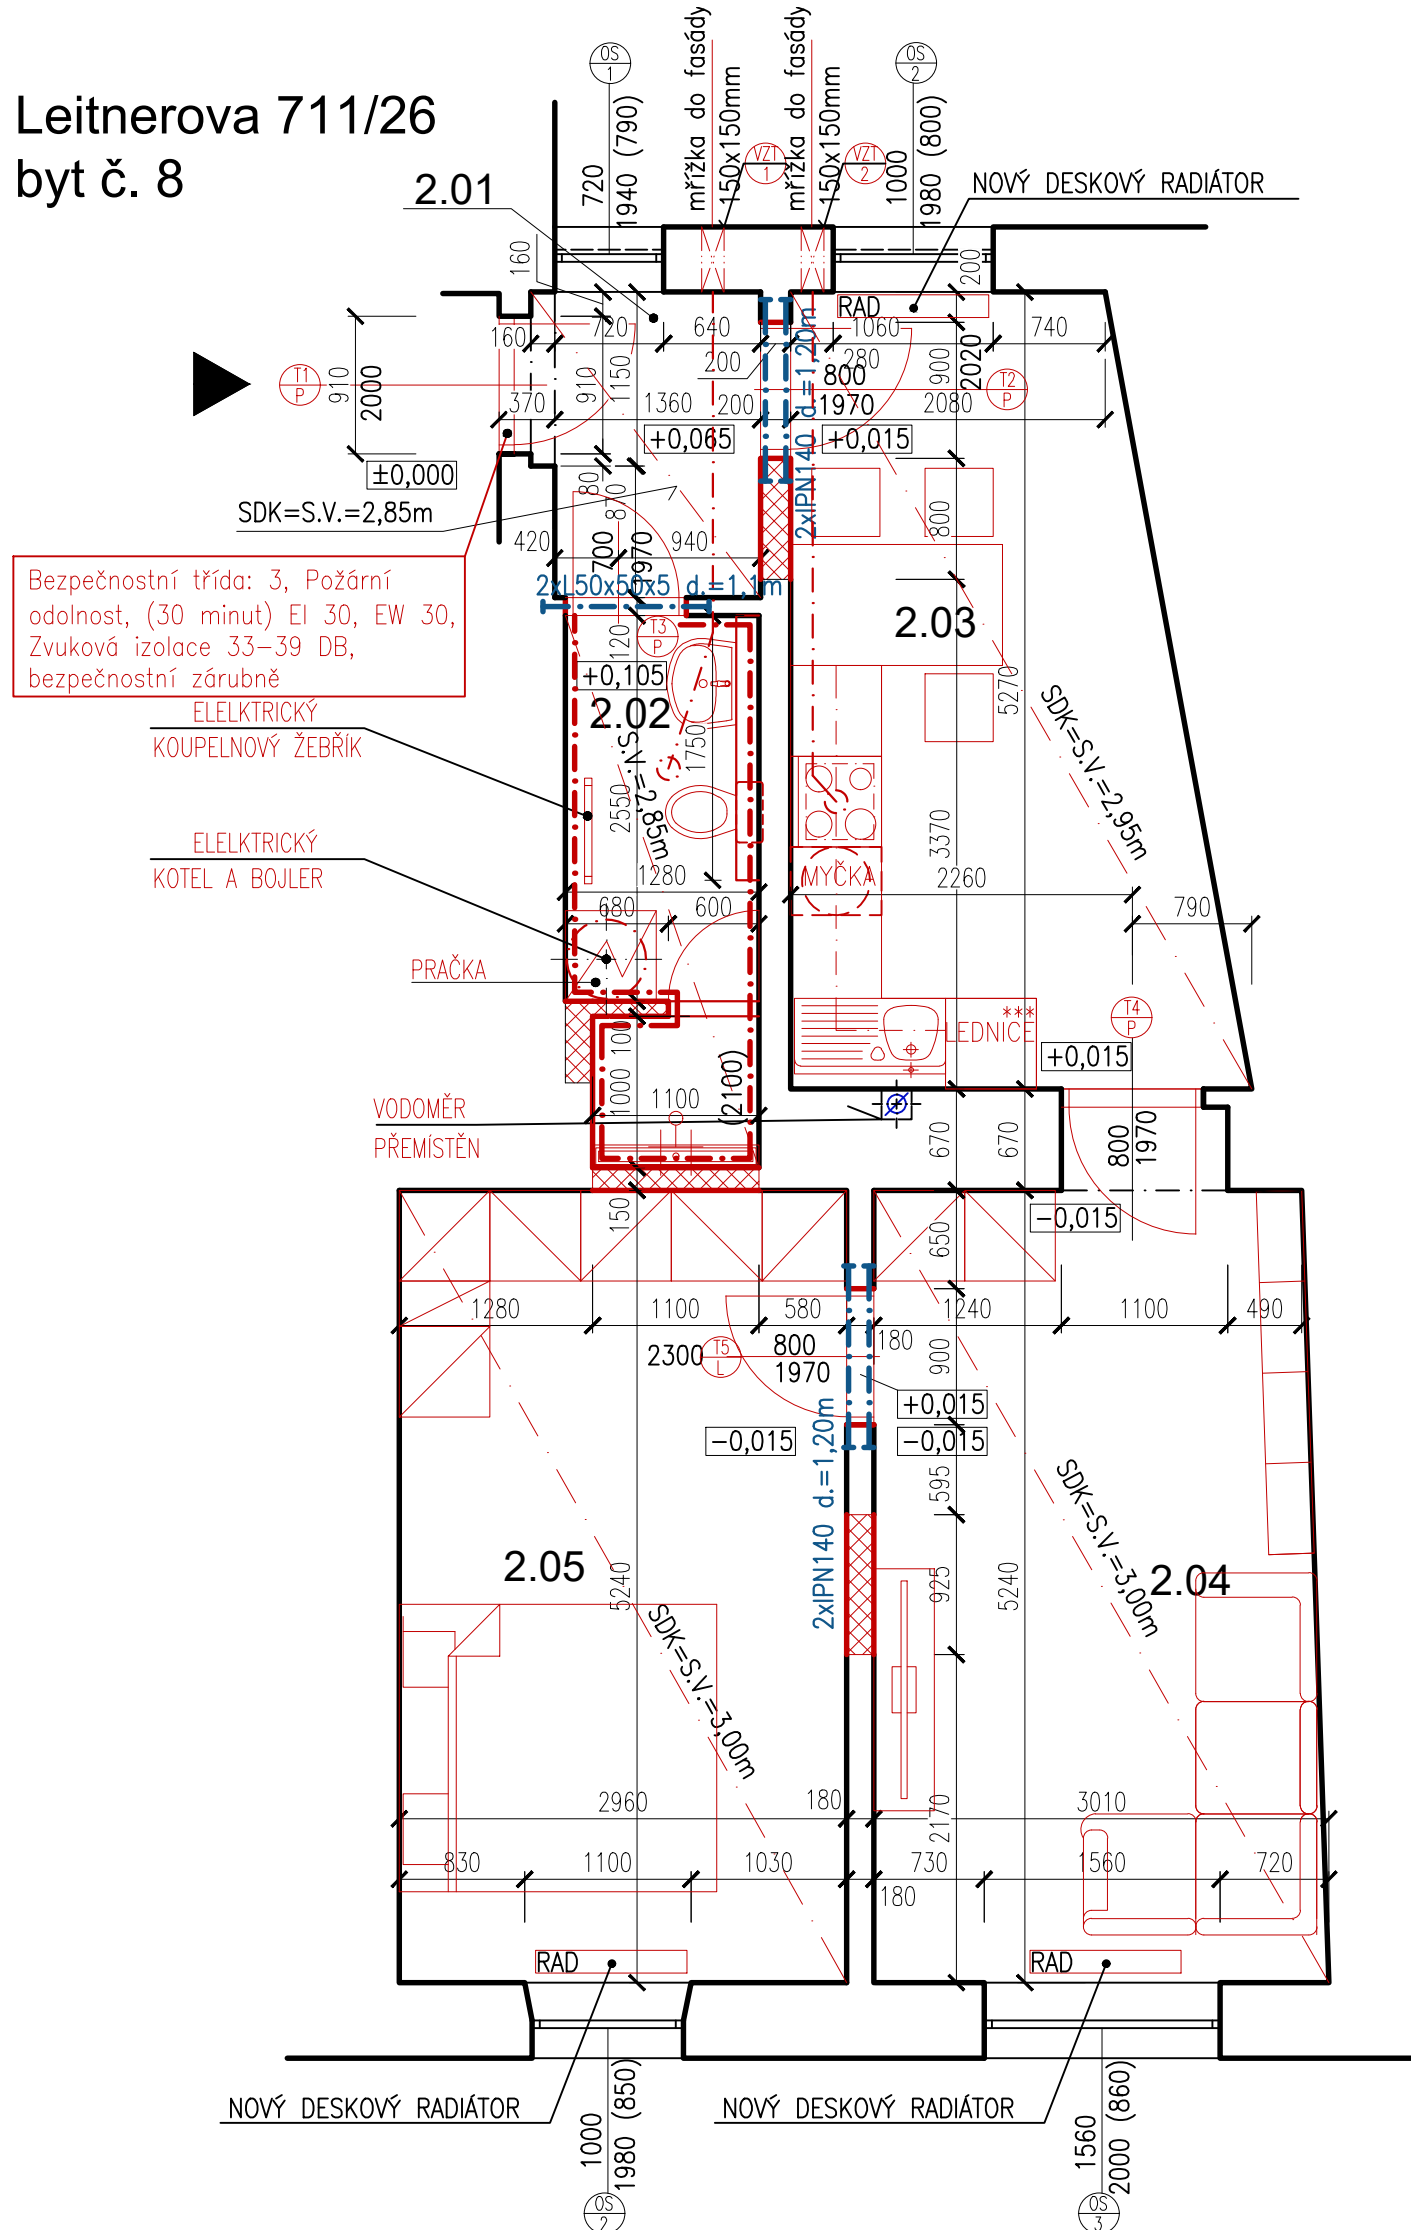 Leitnerova 711/26
byt č. 8
OS
1
720
1940 (790)
mřížka do fasády
150x150mm
VZT
1
mřížka do fasády
150x150mm
VZT
2
OS
2
1000
1980 (800)
NOVÝ DESKOVÝ RADIÁTOR
2.01
160
200
RAD
160
720
640
1060
740
200
280
910
1150
900
2020
T1
P
910
2000
800
1970
T2
P
370
1360
200
2080
+0,065
+0,015
±0,000
2xIPN140 d.=1,20m
SDK=S.V.=2,85m
80
870
800
420
700
1970
940
2xL50x50x5 d.=1,1m
Bezpečnostní třída: 3, Požární
odolnost, (30 minut) EI 30, EW 30,
Zvuková izolace 33-39 DB,
bezpečnostní zárubně
120
T3
P
2.03
+0,105
2.02
5270
ELELKTRICKÝ
KOUPELNOVÝ ŽEBŘÍK
1750
SDK=S.V.=2,95m
2550
S.V.=2,85m
3370
ELELKTRICKÝ
KOTEL A BOJLER
1280
MYČKA
2260
680
600
790
PRAČKA
T4
P
***
LEDNICE
+0,015
100
1000
1100
(2100)
VODOMĚR
PŘEMÍSTĚN
670
670
800
1970
150
650
-0,015
1280
1100
580
1240
1100
490
180
2300
T5
L
800
1970
900
+0,015
-0,015
-0,015
2xIPN140 d.=1,20m
595
SDK=S.V.=3,00m
2.05
2.04
5240
925
5240
SDK=S.V.=3,00m
2960
180
2170
3010
830
1100
1030
730
1560
720
180
RAD
RAD
NOVÝ DESKOVÝ RADIÁTOR
NOVÝ DESKOVÝ RADIÁTOR
1000
1980 (850)
1560
2000 (860)
OS
2
OS
3